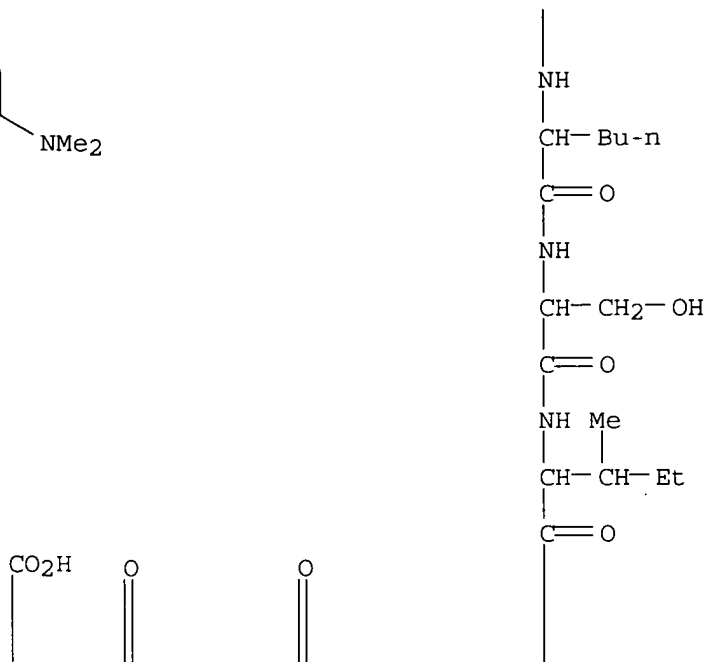 NH
NMe2
CH Bu-n
C O
NH
CH CH2 OH
C O
NH Me
CH CH Et
C O
CO2H O O